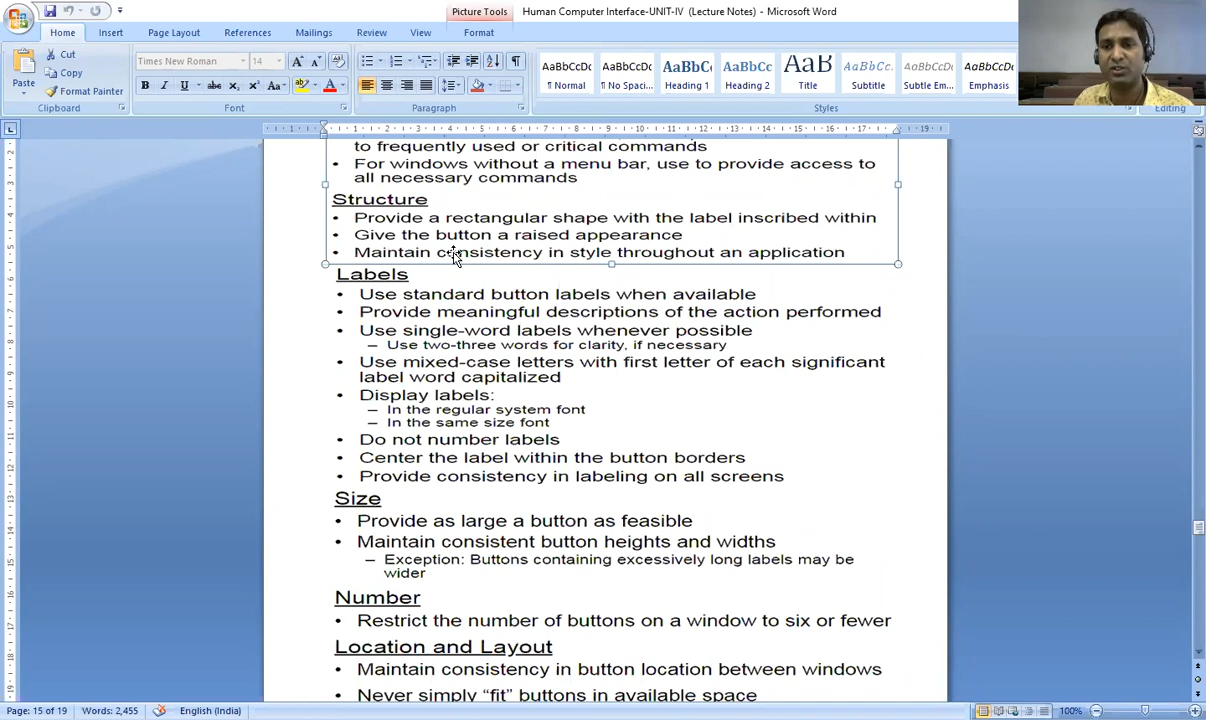 Picture Tools
Human Computer Interface-UNIT-IV (Lecture Notes) - Microsoft Word
Home
Insert
Page Layout
References
Mailings
Review
View
Format
Paste
Cut
Copy
Format Painter
Clipboard
Times New Roman
14
Font
Paragraph
AaBbCcDc
¶ Normal
AaBbCcDc
¶ No Spaci...
AaBbC
Heading 1
AaBbCc
Heading 2
AaB
Title
AaBbCc
Subtitle
AaBbCcDc
Subtle Em...
AaBbCcDc
Emphasis
Styles
Editing
to frequently used or critical commands
• For windows without a menu bar, use to provide access to
all necessary commands
Structure
• Provide a rectangular shape with the label inscribed within
• Give the button a raised appearance
• Maintain consistency in style throughout an application
Labels
• Use standard button labels when available
• Provide meaningful descriptions of the action performed
• Use single-word labels whenever possible
– Use two-three words for clarity, if necessary
• Use mixed-case letters with first letter of each significant
label word capitalized
• Display labels:
– In the regular system font
– In the same size font
• Do not number labels
• Center the label within the button borders
• Provide consistency in labeling on all screens
Size
• Provide as large a button as feasible
• Maintain consistent button heights and widths
– Exception: Buttons containing excessively long labels may be
wider
Number
• Restrict the number of buttons on a window to six or fewer
Location and Layout
• Maintain consistency in button location between windows
• Never simply “fit” buttons in available space
Page: 15 of 19
Words: 2,455
English (India)
100%